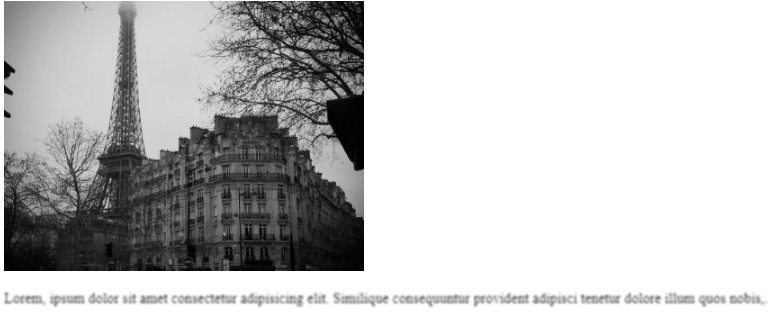 Lorem, ipsum dolor sit amet consectetur adipisicing elit. Similique consequuntur provident adipisci tenetur dolore illum quos nobis,.